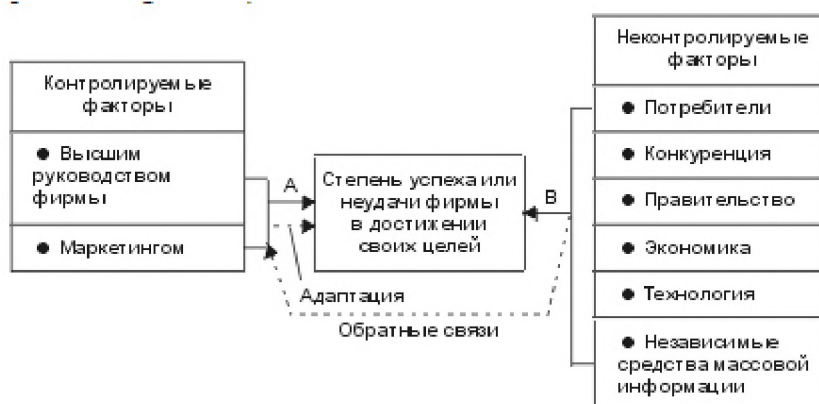 Контролируемые
факторы
● Высшим
руководством
фирмы
● Маркетингом
A
Степень успеха или
неудачи фирмы
в достижении
своих целей
B
Адаптация
Обратные связи
Неконтролируемые
факторы
● Потребители
● Конкуренция
● Правительство
● Экономика
● Технология
● Независимые
средства массовой
информации